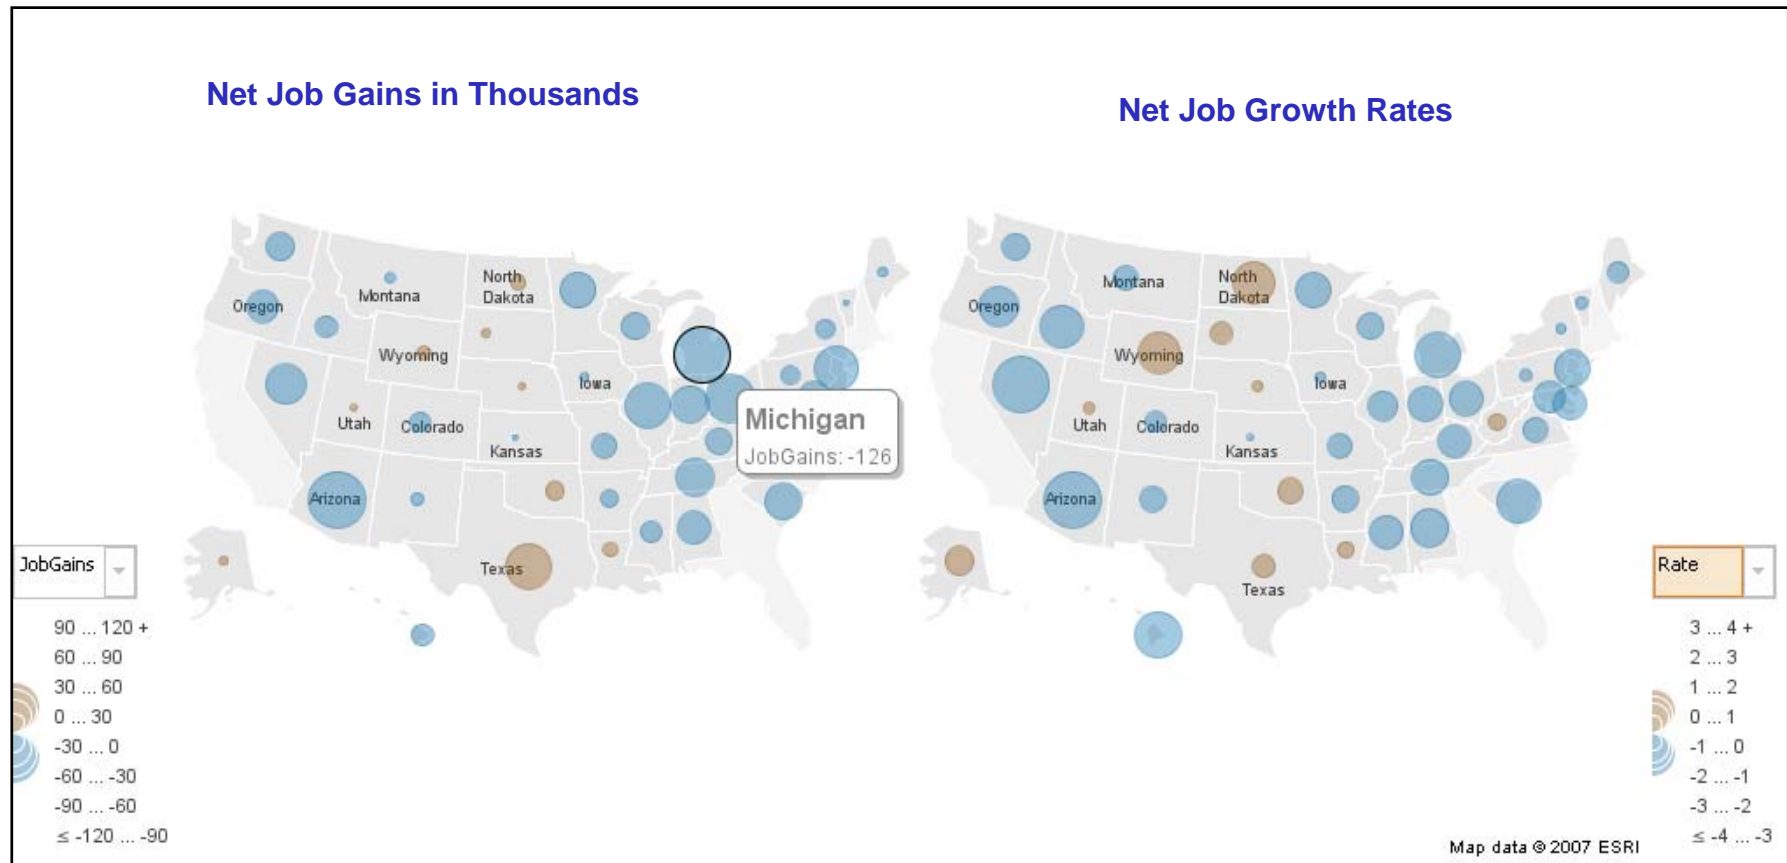 Net Job Gains in Thousands
Net Job Growth Rates
North
Dakota
Montana
Oregon
Wyoming
Iowa
Utah
Colorado
Kansas
Arizona
Texas
Michigan
JobGains: -126
JobGains
90 ... 120 +
60 ... 90
30 ... 60
0 ... 30
-30 ... 0
-60 ... -30
-90 ... -60
≤ -120 ... -90
North
Dakota
Montana
Oregon
Wyoming
Iowa
Utah
Colorado
Kansas
Arizona
Texas
Rate
3 ... 4 +
2 ... 3
1 ... 2
0 ... 1
-1 ... 0
-2 ... -1
-3 ... -2
≤ -4 ... -3
Map data © 2007 ESRI